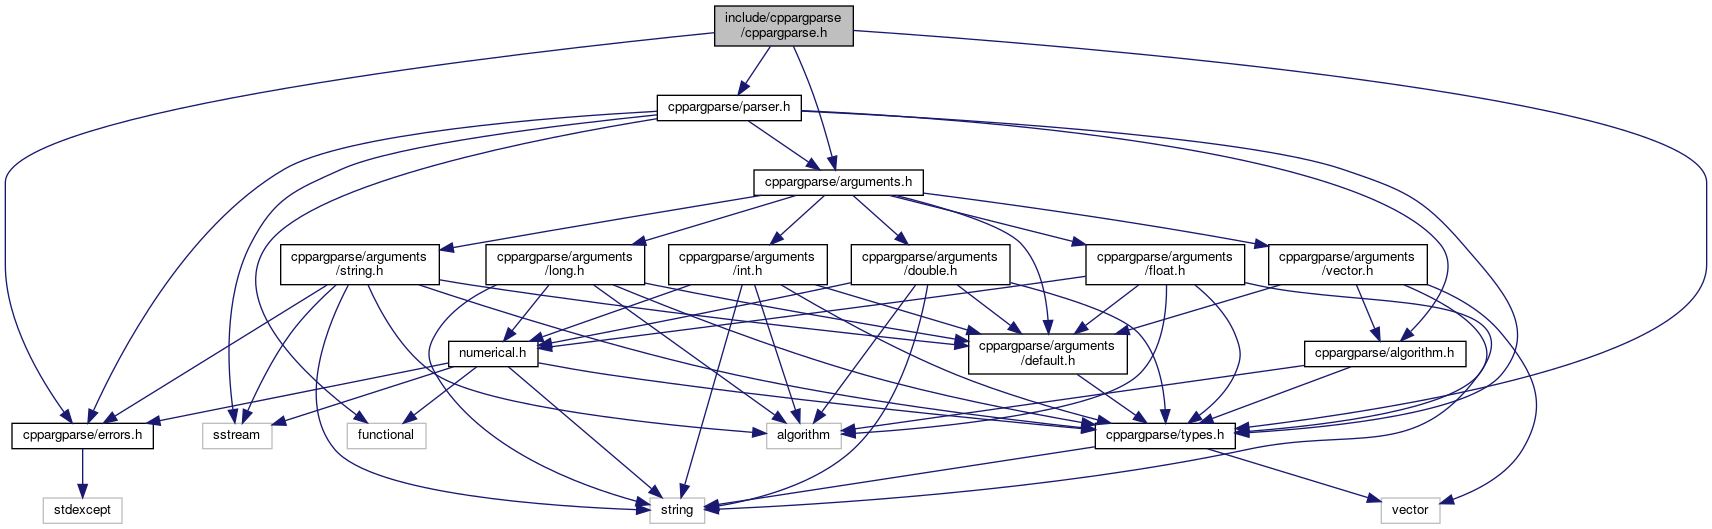 include/cppargparse
/cppargparse.h
cppargparse/parser.h
cppargparse/arguments.h
cppargparse/arguments
/string.h
cppargparse/arguments
/long.h
cppargparse/arguments
/int.h
cppargparse/arguments
/double.h
cppargparse/arguments
/float.h
cppargparse/arguments
/vector.h
numerical.h
cppargparse/arguments
/default.h
cppargparse/algorithm.h
cppargparse/errors.h
sstream
functional
algorithm
cppargparse/types.h
stdexcept
string
vector